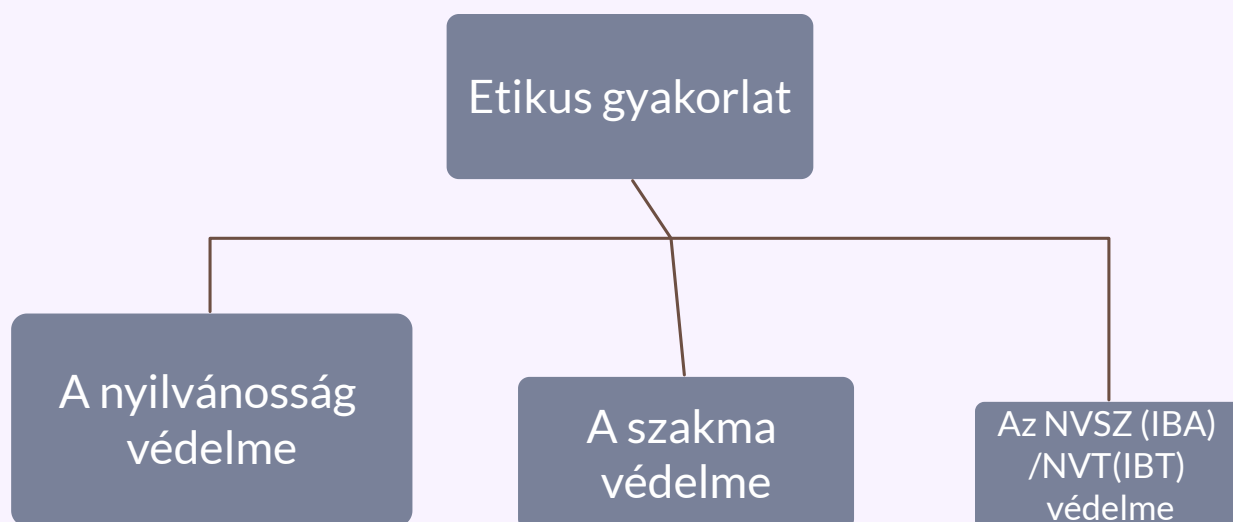 Etikus gyakorlat
A nyilvánosság
védelme
A szakma
védelme
Az NVSZ (IBA)
/NVT(IBT)
védelme